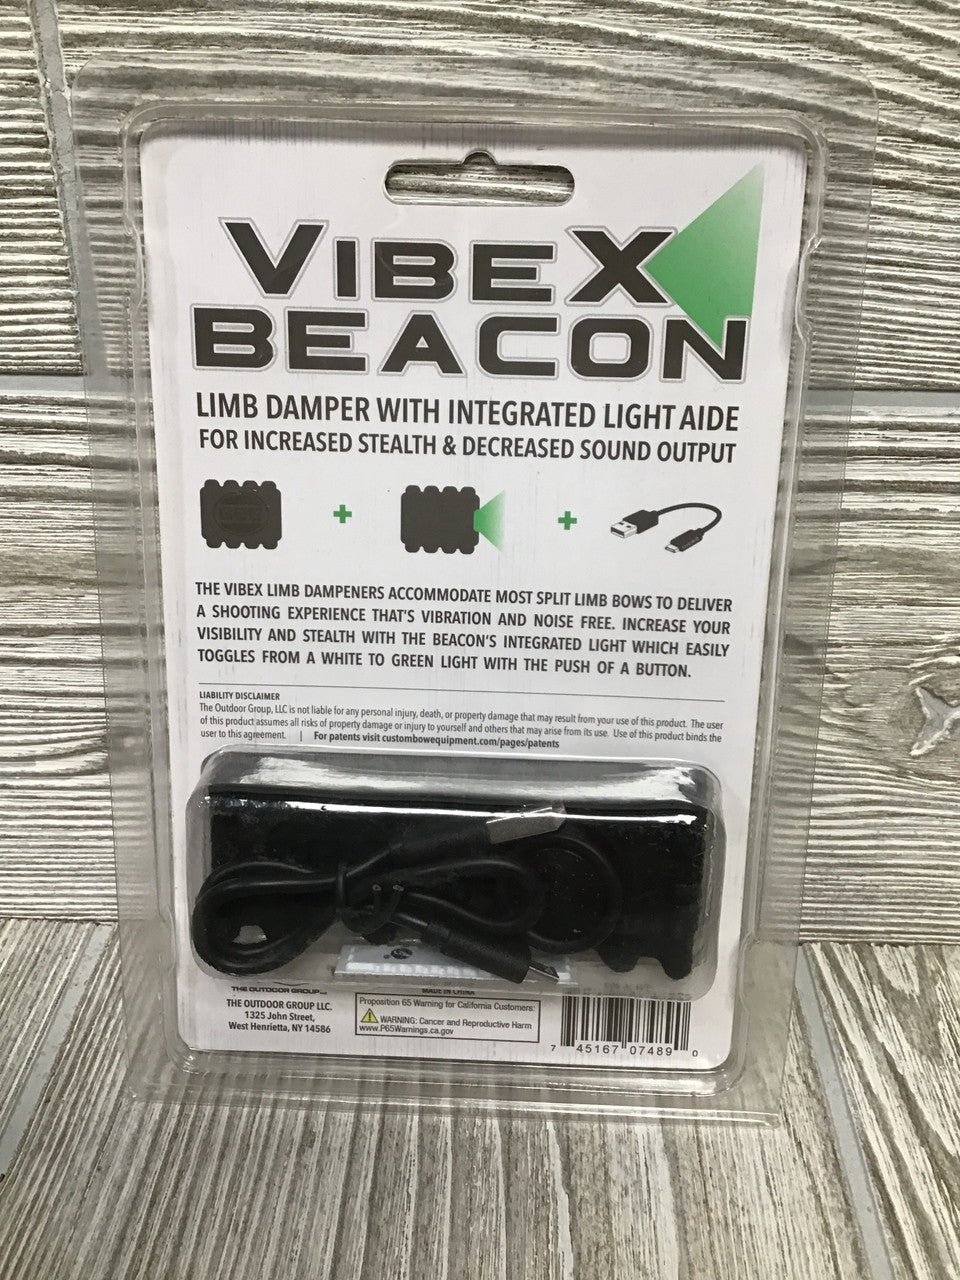 VIBEX
BEACON
LIMB DAMPER WITH INTEGRATED LIGHT AIDE
FOR INCREASED STEALTH & DECREASED SOUND OUTPUT
THE VIBEX LIMB DAMPENERS ACCOMMODATE MOST SPLIT LIMB BOWS TO DELIVER
A SHOOTING EXPERIENCE THAT'S VIBRATION AND NOISE FREE. INCREASE YOUR
VISIBILITY AND STEALTH WITH THE BEACON'S INTEGRATED LIGHT WHICH EASILY
TOGGLES FROM A WHITE TO GREEN LIGHT WITH THE PUSH OF A BUTTON.
LIABILITY DISCLAIMER
The Outdoor Group, LLC is not liable for any personal injury, death, or property damage that may result from your use of this product. The user
of this product assumes all risks of property damage or injury to yourself and others that may arise from its use. Use of this product binds the
user to this agreement. | For patents visit custombowequipment.com/pages/patents
THE OUTDOOR GROUP
THE OUTDOOR GROUP LLC.
1325 John Street,
West Henrietta, NY 14586
MADE IN CHINA
Proposition 65 Warning for California Customers:
WARNING: Cancer and Reproductive Harm
www.P65Warnings.ca.gov
7 45167 07489 0